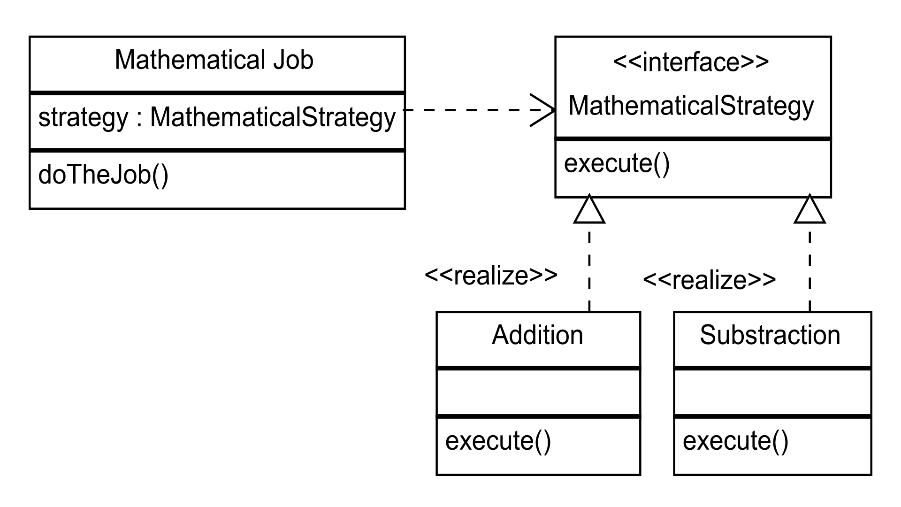 Mathematical Job
strategy : MathematicalStrategy
doTheJob()
<<interface>>
MathematicalStrategy
execute()
<<realize>>
<<realize>>
Addition
execute()
Substraction
execute()